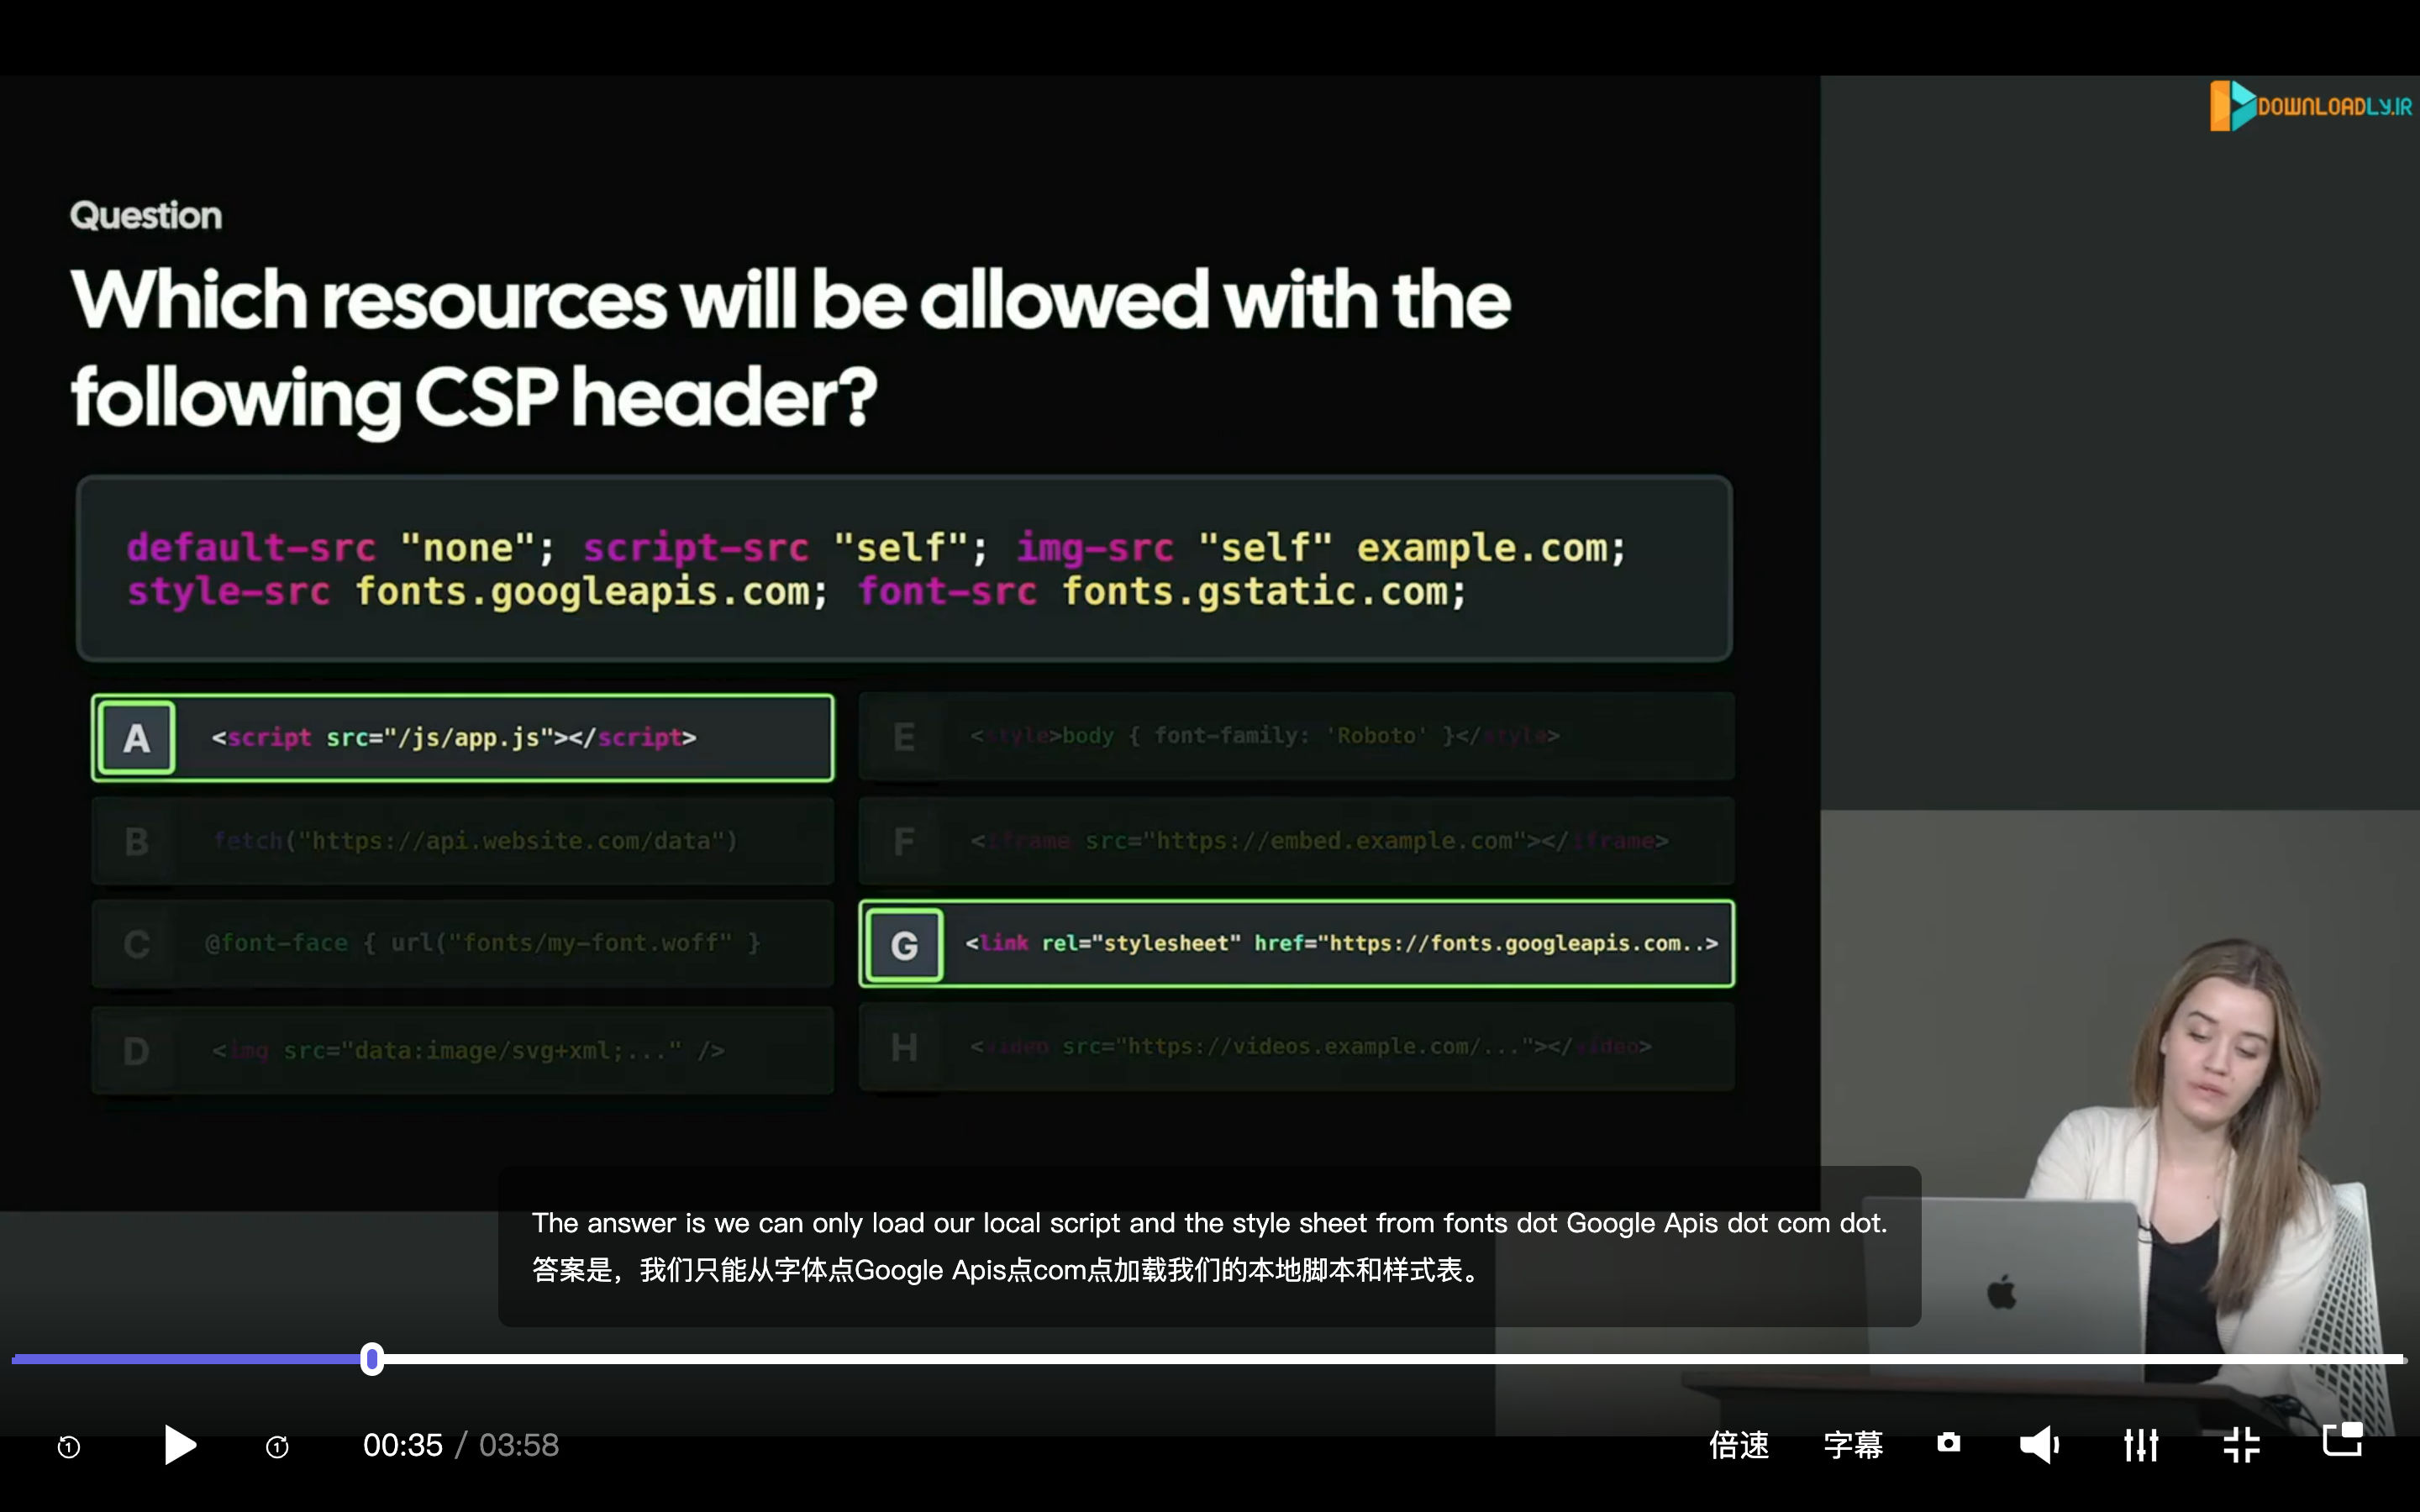 DOWNLOADLY.IR
Question
Which resources will be allowed with the
following CSP header?
default-src "none"; script-src "self"; img-src "self" example.com;
style-src fonts.googleapis.com; font-src fonts.gstatic.com;
A <script src="/js/app.js"></script>
B fetch("https://api.website.com/data")
C @font-face { url("fonts/my-font.woff" }
D <img src="data:image/svg+xml;..." />
E <style>body { font-family: 'Roboto' }</style>
F <iframe src="https://embed.example.com"></iframe>
G <link rel="stylesheet" href="https://fonts.googleapis.com..>
H <video src="https://videos.example.com/..."></video>
The answer is we can only load our local script and the style sheet from fonts dot Google Apis dot com dot.
答案是，我们只能从字体点Google Apis点com点加载我们的本地脚本和样式表。
1 1 00:35 / 03:58 倍速 字幕